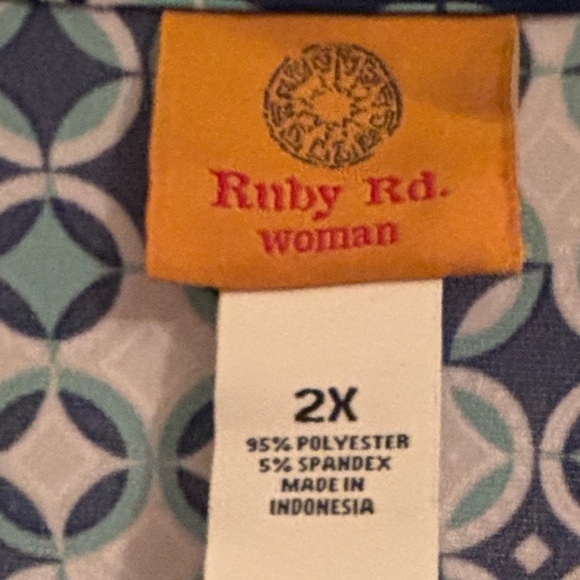 Ruby Rd.
woman
2X
95% POLYESTER
5% SPANDEX
MADE IN
INDONESIA